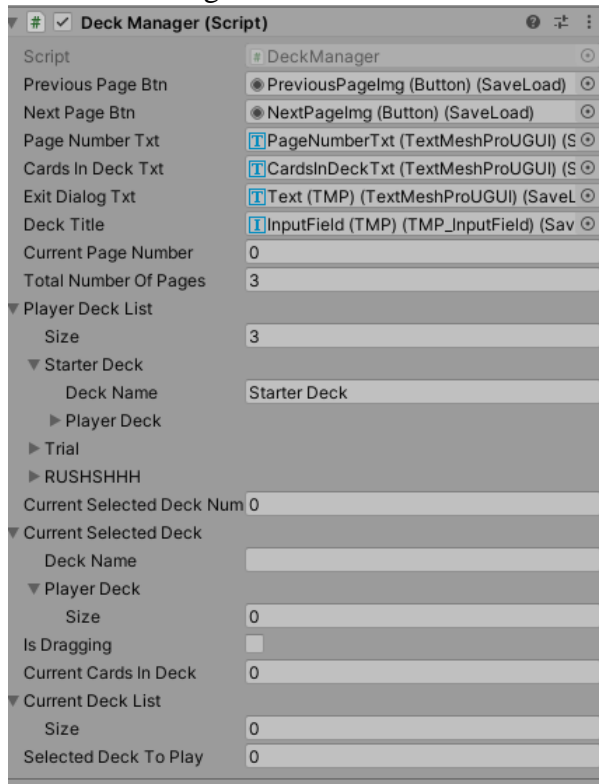 # Deck Manager (Script)
Script # DeckManager
Previous Page Btn PreviousPageImg (Button) (SaveLoad)
Next Page Btn NextPageImg (Button) (SaveLoad)
Page Number Txt T PageNumberTxt (TextMeshProUGUI) (S
Cards In Deck Txt T CardsInDeckTxt (TextMeshProUGUI) (S
Exit Dialog Txt T Text (TMP) (TextMeshProUGUI) (SaveL
Deck Title I InputField (TMP) (TMP_InputField) (Sav
Current Page Number 0
Total Number Of Pages 3
Player Deck List
Size 3
Starter Deck
Deck Name Starter Deck
Player Deck
Trial
RUSHSHHH
Current Selected Deck Num 0
Current Selected Deck
Deck Name
Player Deck
Size 0
Is Dragging
Current Cards In Deck 0
Current Deck List
Size 0
Selected Deck To Play 0